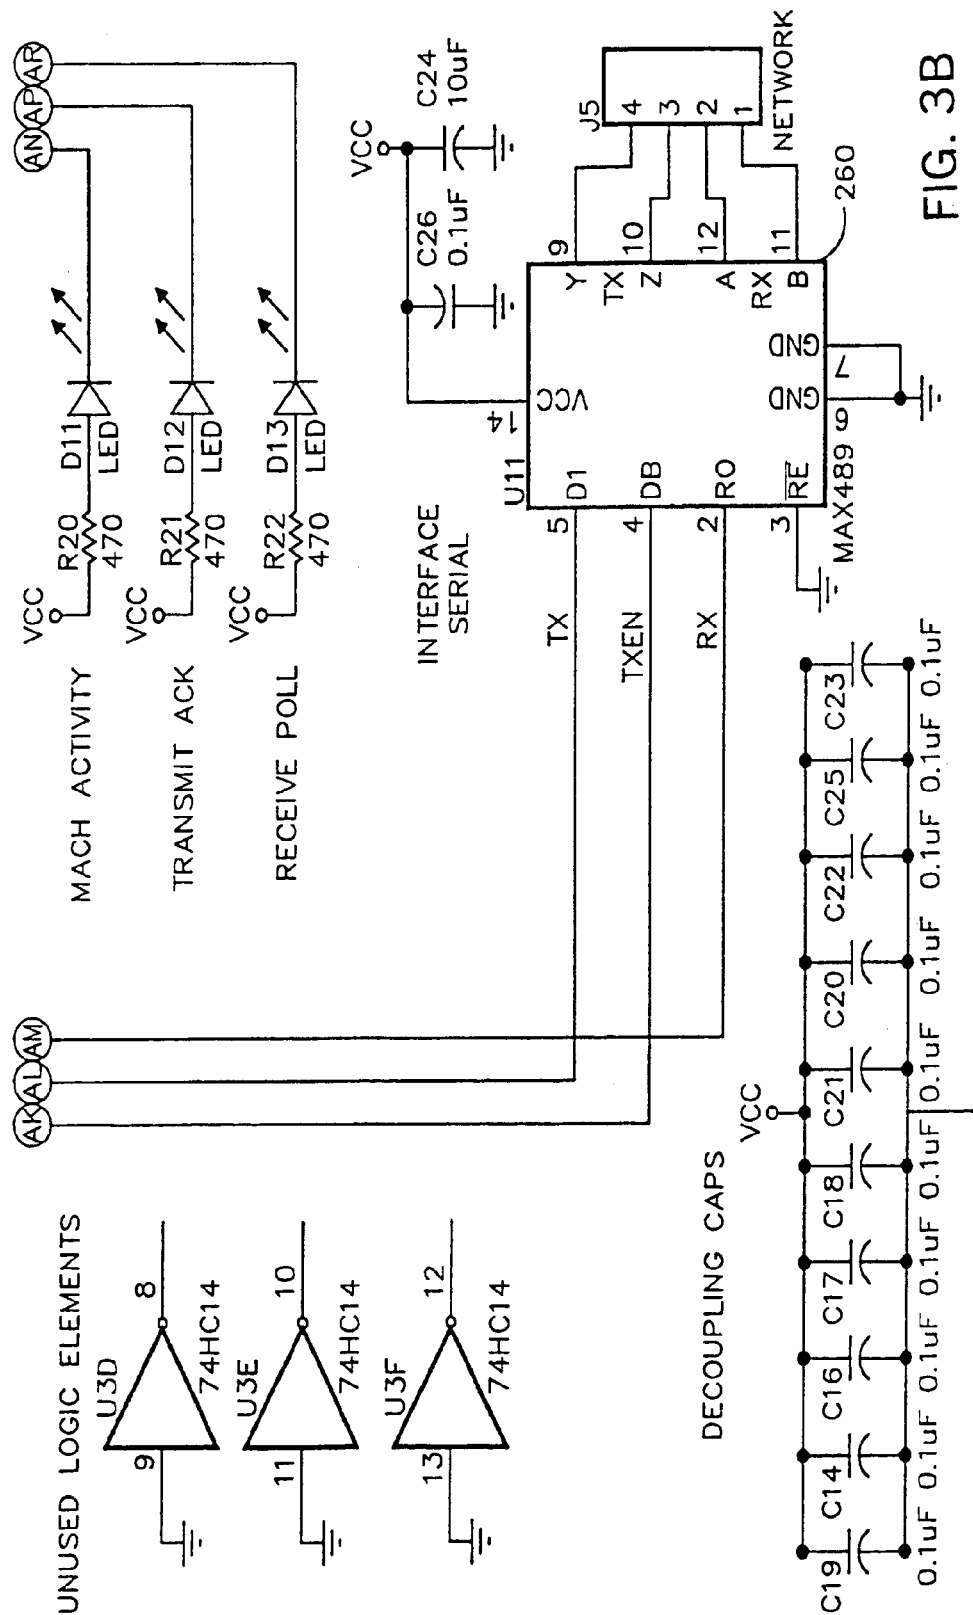 UNUSED LOGIC ELEMENTS
U3D
9
8
74HC14
U3E
11
10
74HC14
U3F
13
12
74HC14
AK
AL
AM
AN
AP
AR
MACH ACTIVITY
VCC
R20
470
D11
LED
TRANSMIT ACK
VCC
R21
470
D12
LED
RECEIVE POLL
VCC
R22
470
D13
LED
INTERFACE
SERIAL
VCC
C26
0.1uF
C24
10uF
TX
TXEN
RX
U11
14
VCC
5
D1
4
DB
2
RO
3
RE
Y
9
TX
Z
10
A
12
RX
B
11
GND
6
GND
7
MAX489
260
J5
4
3
2
1
NETWORK
DECOUPLING CAPS
VCC
C19
C14
C16
C17
C18
C21
C20
C22
C25
C23
0.1uF 0.1uF 0.1uF 0.1uF 0.1uF 0.1uF 0.1uF 0.1uF 0.1uF 0.1uF
FIG. 3B